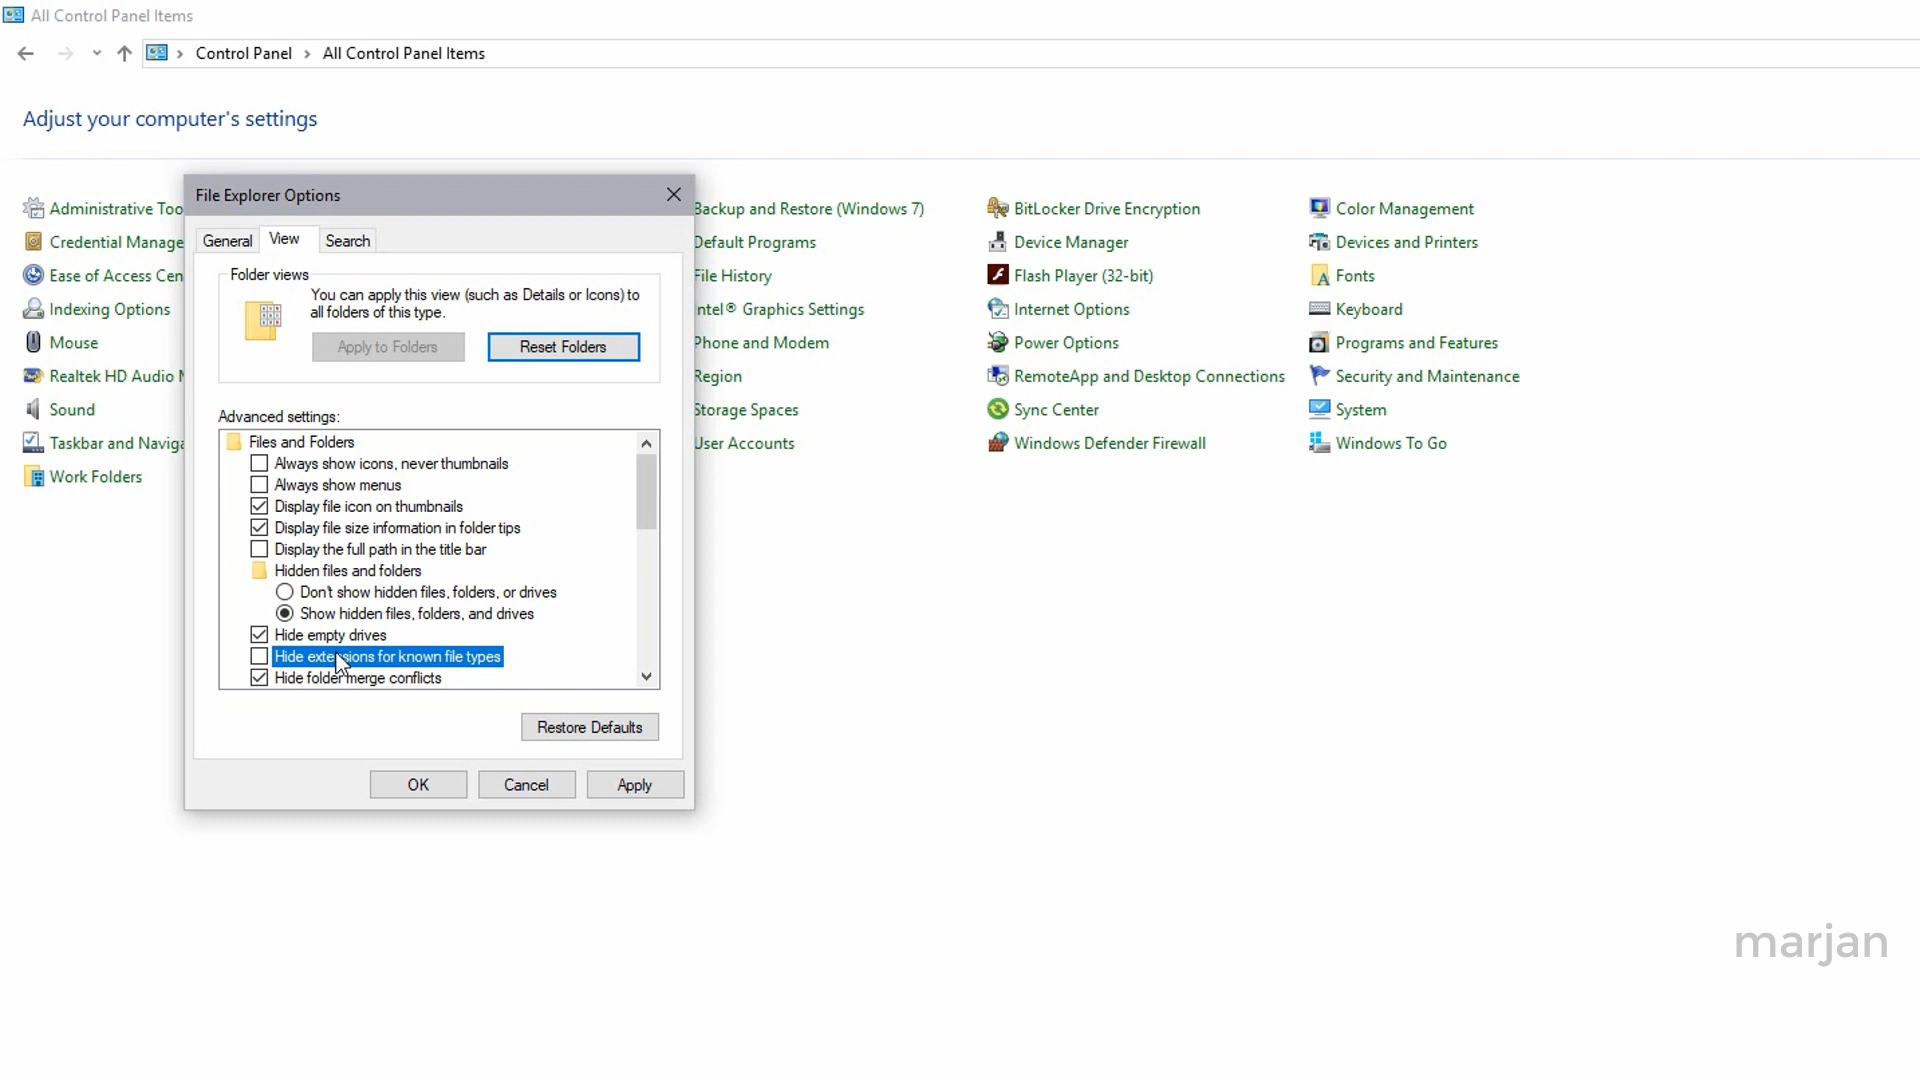 All Control Panel Items
Control Panel > All Control Panel Items
Adjust your computer's settings
Administrative Too
Credential Manage
Ease of Access Cen
Indexing Options
Mouse
Realtek HD Audio M
Sound
Taskbar and Naviga
Work Folders
File Explorer Options
General View Search
Folder views
You can apply this view (such as Details or Icons) to
all folders of this type.
Apply to Folders Reset Folders
Advanced settings:
Files and Folders
Always show icons, never thumbnails
Always show menus
Display file icon on thumbnails
Display file size information in folder tips
Display the full path in the title bar
Hidden files and folders
Don't show hidden files, folders, or drives
Show hidden files, folders, and drives
Hide empty drives
Hide extensions for known file types
Hide folder merge conflicts
Restore Defaults
OK Cancel Apply
Backup and Restore (Windows 7)
Default Programs
File History
ntel® Graphics Settings
Phone and Modem
Region
Storage Spaces
User Accounts
BitLocker Drive Encryption
Device Manager
Flash Player (32-bit)
Internet Options
Power Options
RemoteApp and Desktop Connections
Sync Center
Windows Defender Firewall
Color Management
Devices and Printers
Fonts
Keyboard
Programs and Features
Security and Maintenance
System
Windows To Go
marjan